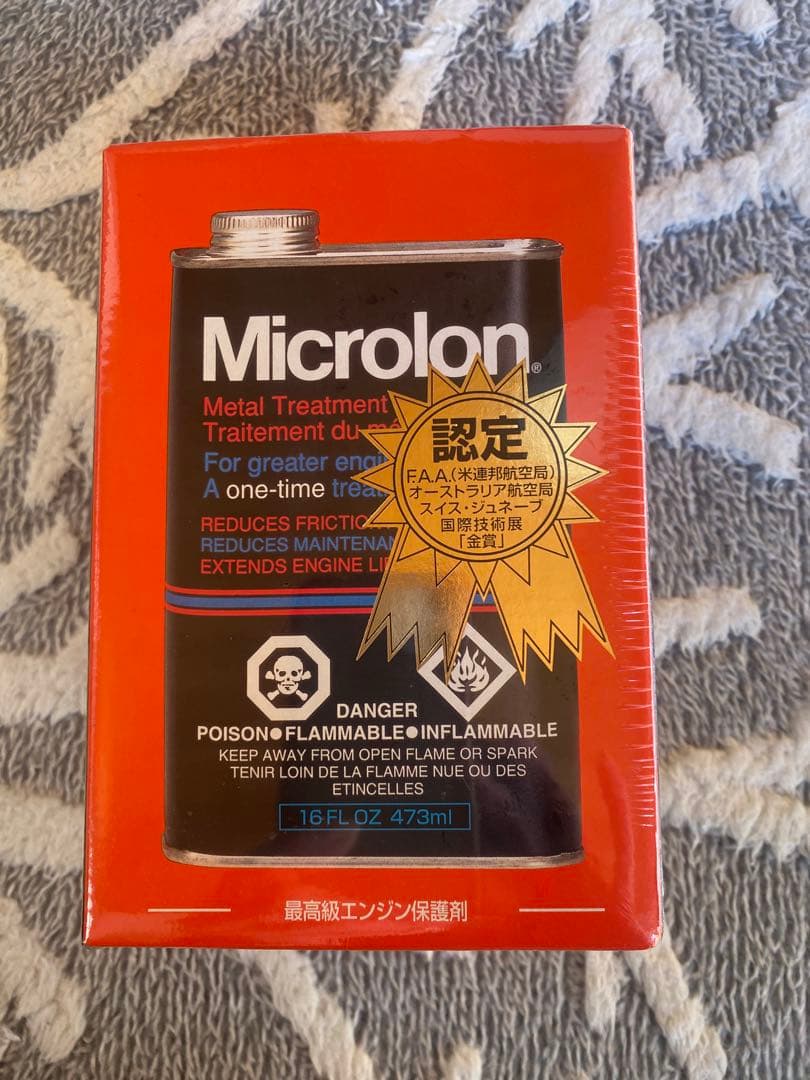 Microlon®
Metal Treatment
Traitement du
For greater
A one-time
REDUCES
REDUCES
EXTENDS ENGINE
認定
F.A.A.(米連邦航空局)
オーストラリア航空局
スイス・ジュネーブ
国際技術展
「金賞」
DANGER
POISON●FLAMMABLE●INFLAMMABLE
KEEP AWAY FROM OPEN FLAME OR SPARK
TENIR LOIN DE LA FLAMME NUE OU DES
ETINCELLES
16 FL OZ 473ml
最高級エンジン保護剤